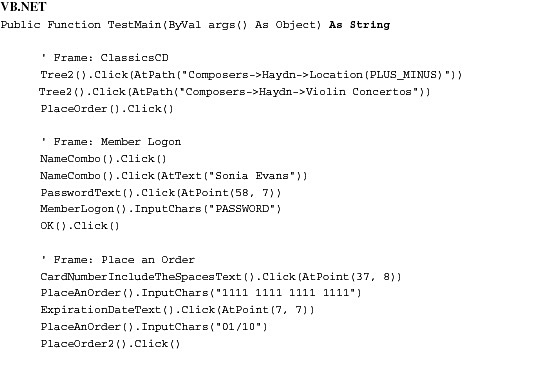 VB.NET
Public Function TestMain(ByVal args() As Object) As String
' Frame: ClassicsCD
Tree2().Click(AtPath("Composers->Haydn->Location(PLUS_MINUS)"))
Tree2().Click(AtPath("Composers->Haydn->Violin Concertos"))
PlaceOrder().Click()
' Frame: Member Logon
NameCombo().Click()
NameCombo().Click(AtText("Sonia Evans"))
PasswordText().Click(AtPoint(58, 7))
MemberLogon().InputChars("PASSWORD")
OK().Click()
' Frame: Place an Order
CardNumberIncludeTheSpacesText().Click(AtPoint(37, 8))
PlaceAnOrder().InputChars("1111 1111 1111 1111")
ExpirationDateText().Click(AtPoint(7, 7))
PlaceAnOrder().InputChars("01/10")
PlaceOrder2().Click()